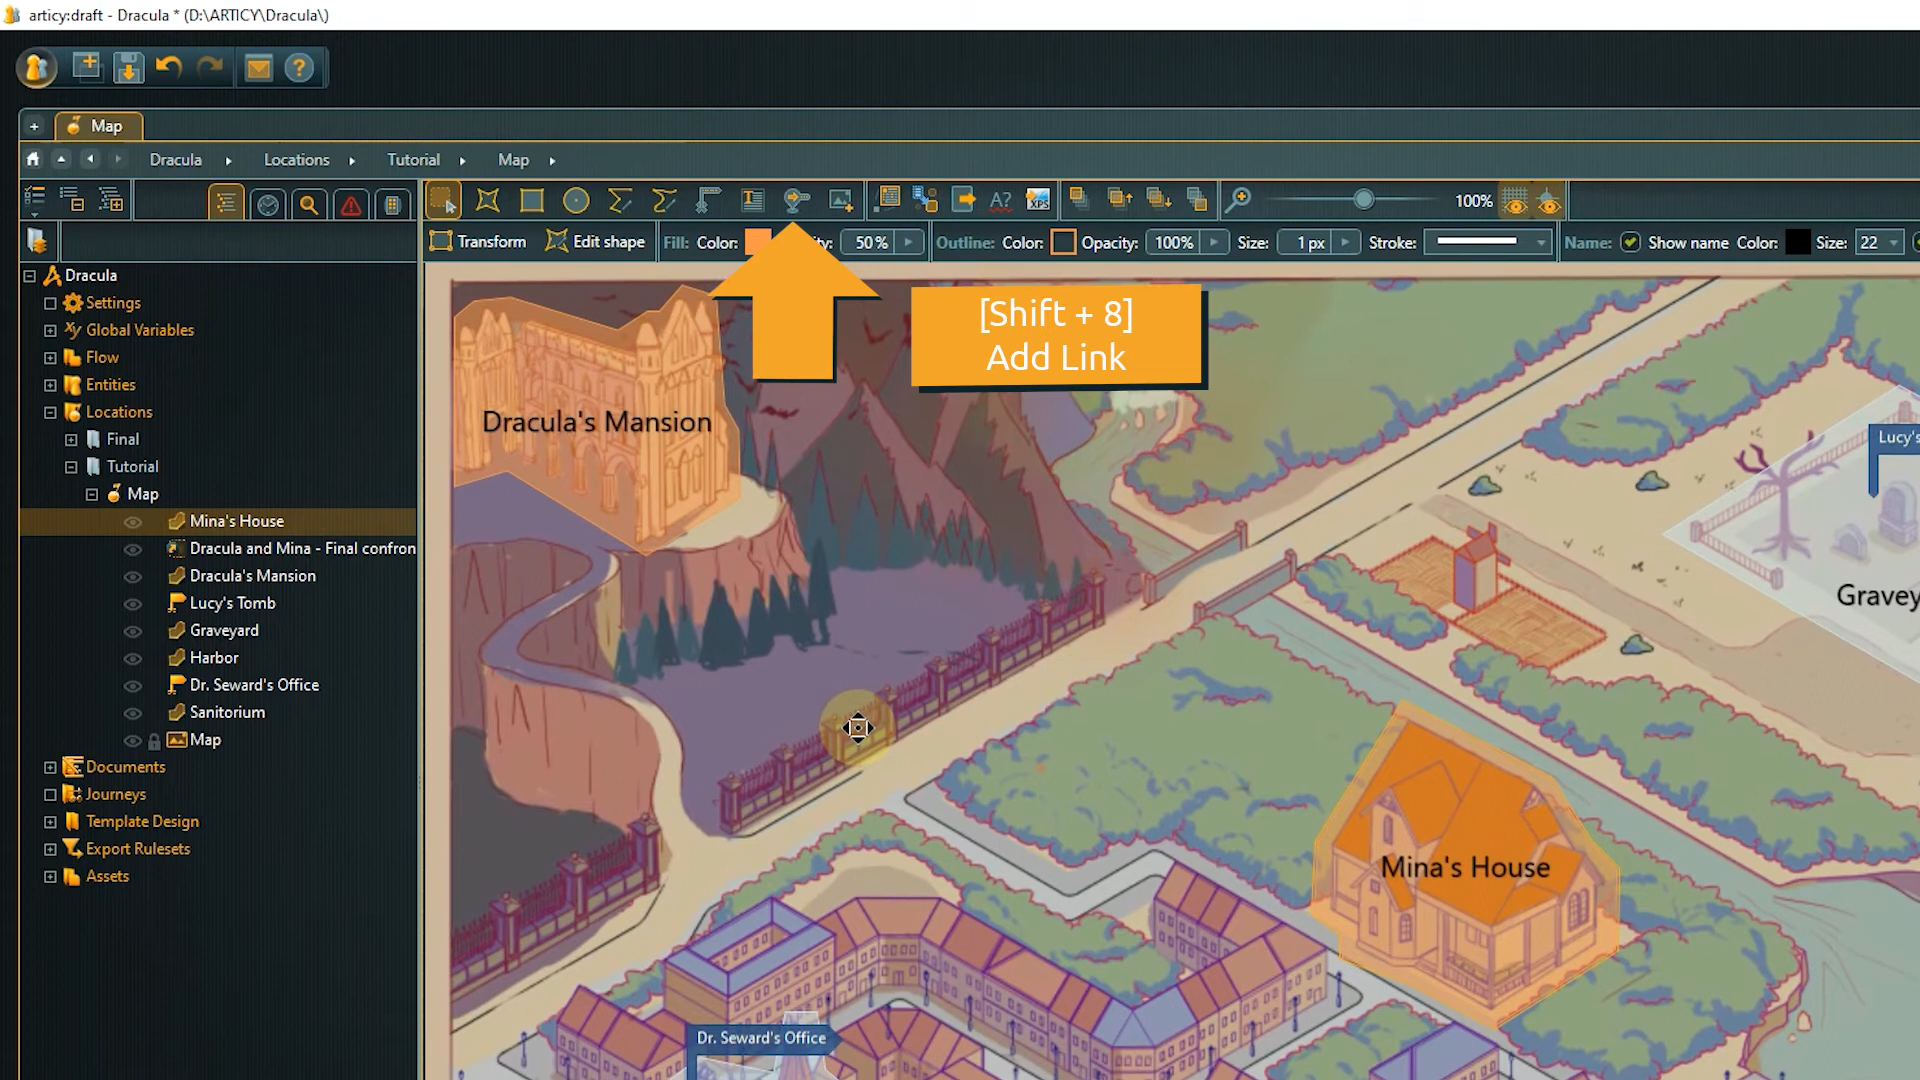 articy:draft - Dracula * (D:\ARTICY\Dracula\)
Map
Dracula
Locations
Tutorial
Map
A?
XPS
100%
Transform
Edit shape
Fill: Color:
50 %
Outline: Color:
Opacity:
100%
Size:
1 px
Stroke:
Name:
Show name
Color:
Size:
22
[Shift + 8]
Add Link
Dracula
Settings
Global Variables
Flow
Entities
Locations
Final
Tutorial
Map
Mina's House
Dracula and Mina - Final confron
Dracula's Mansion
Lucy's Tomb
Graveyard
Harbor
Dr. Seward's Office
Sanitorium
Map
Documents
Journeys
Template Design
Export Rulesets
Assets
Dracula's Mansion
Lucy's
Gravey
Mina's House
Dr. Seward's Office